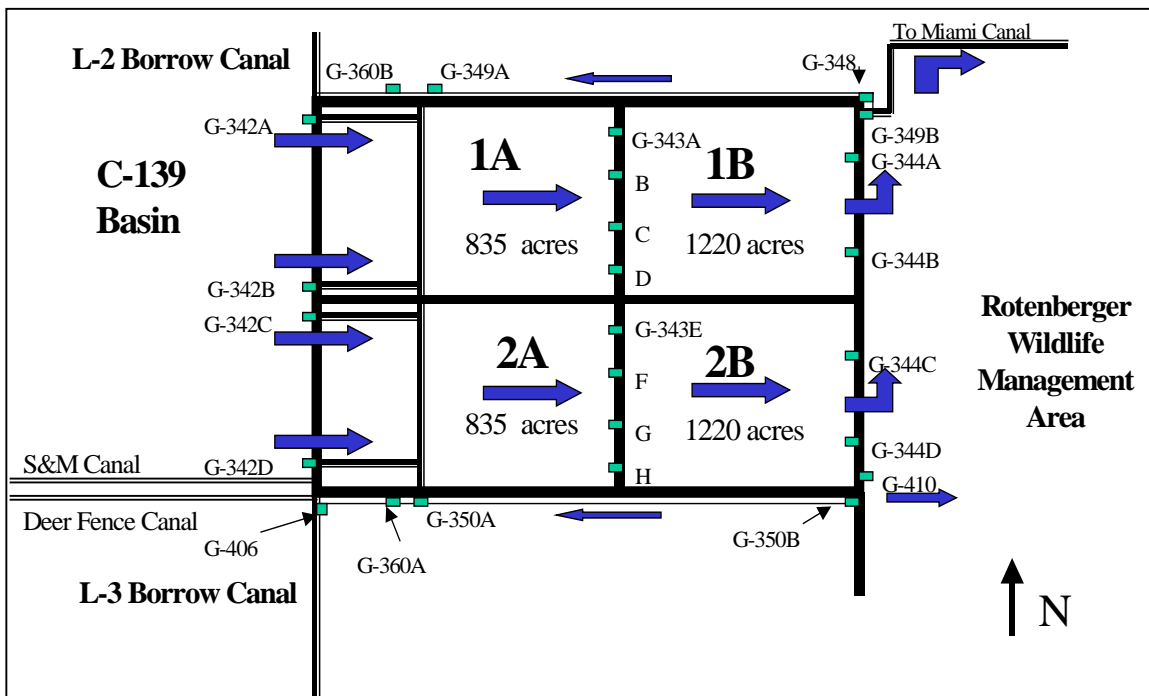 To Miami Canal
L-2 Borrow Canal
G-360B
G-349A
G-348
G-342A
G-349B
G-343A
G-344A
1A
1B
B
C-139
Basin
C
835 acres
1220 acres
G-344B
D
G-342B
G-342C
G-343E
Rotenberger
Wildlife
Management
Area
2A
2B
G-344C
F
835 acres
1220 acres
G
G-344D
S&M Canal
G-342D
H
G-410
Deer Fence Canal
G-350A
G-406
G-350B
G-360A
L-3 Borrow Canal
N